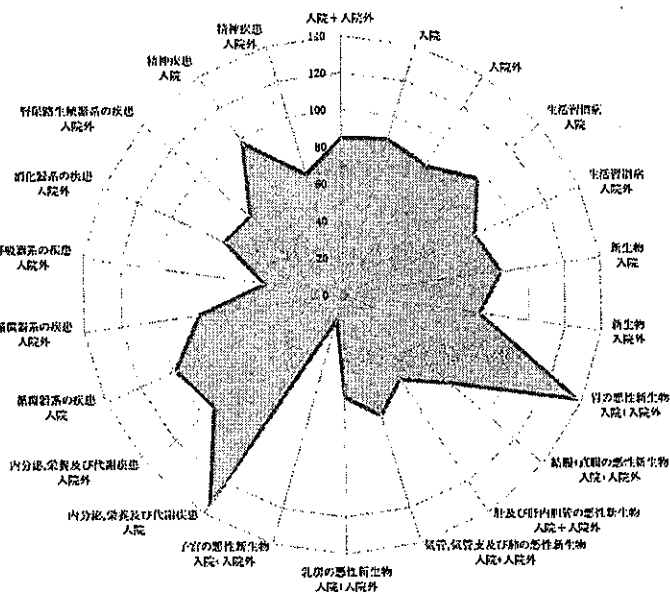 入院+入院外
140
120
100
80
60
40
20
0
入院
入院外
生活習慣病
入院
生活習慣病
入院外
新生物
入院
新生物
入院外
胃の悪性新生物
入院+入院外
結腸+直腸の悪性新生物
入院+入院外
肝及び肝内胆管の悪性新生物
入院+入院外
気管,気管支及び肺の悪性新生物
入院+入院外
乳房の悪性新生物
入院+入院外
子宮の悪性新生物
入院+入院外
内分泌,栄養及び代謝疾患
入院
内分泌,栄養及び代謝疾患
入院外
循環器系の疾患
入院
循環器系の疾患
入院外
呼吸器系の疾患
入院外
消化器系の疾患
入院外
腎尿路生殖器系の疾患
入院外
精神疾患
入院
精神疾患
入院外